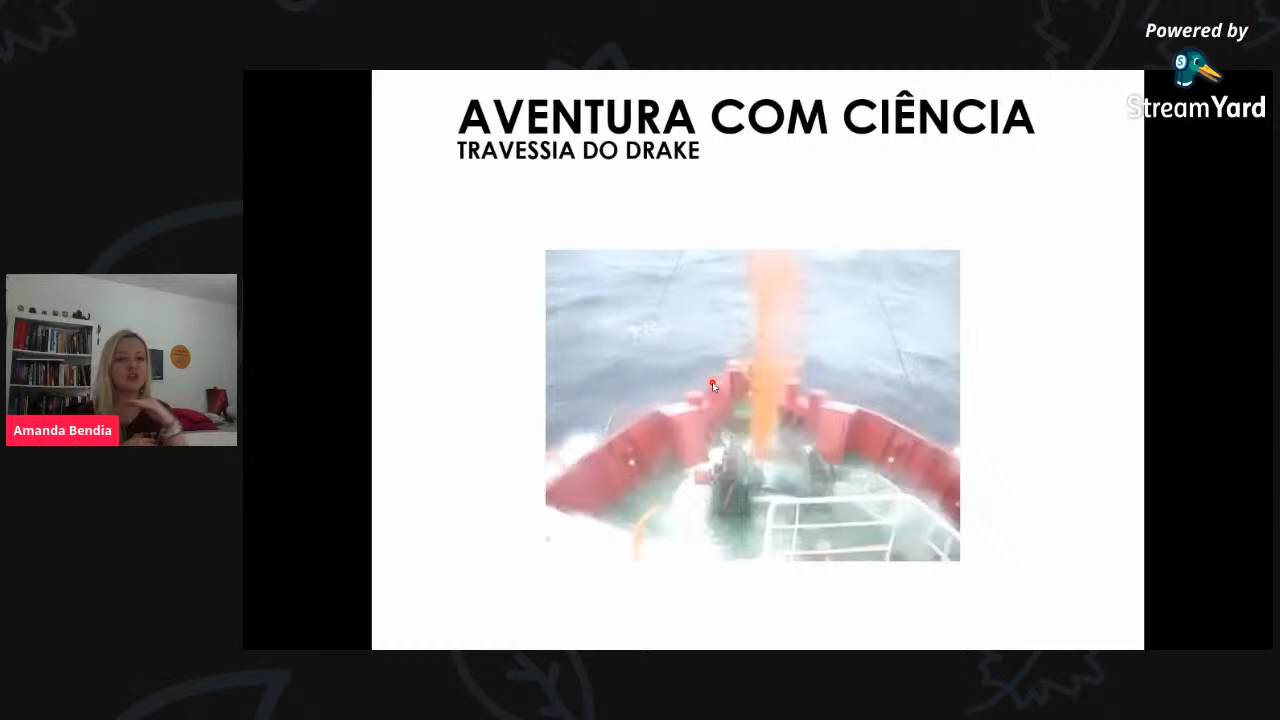 Powered by
StreamYard
AVENTURA COM CIÊNCIA
TRAVESSIA DO DRAKE
Amanda Bendia